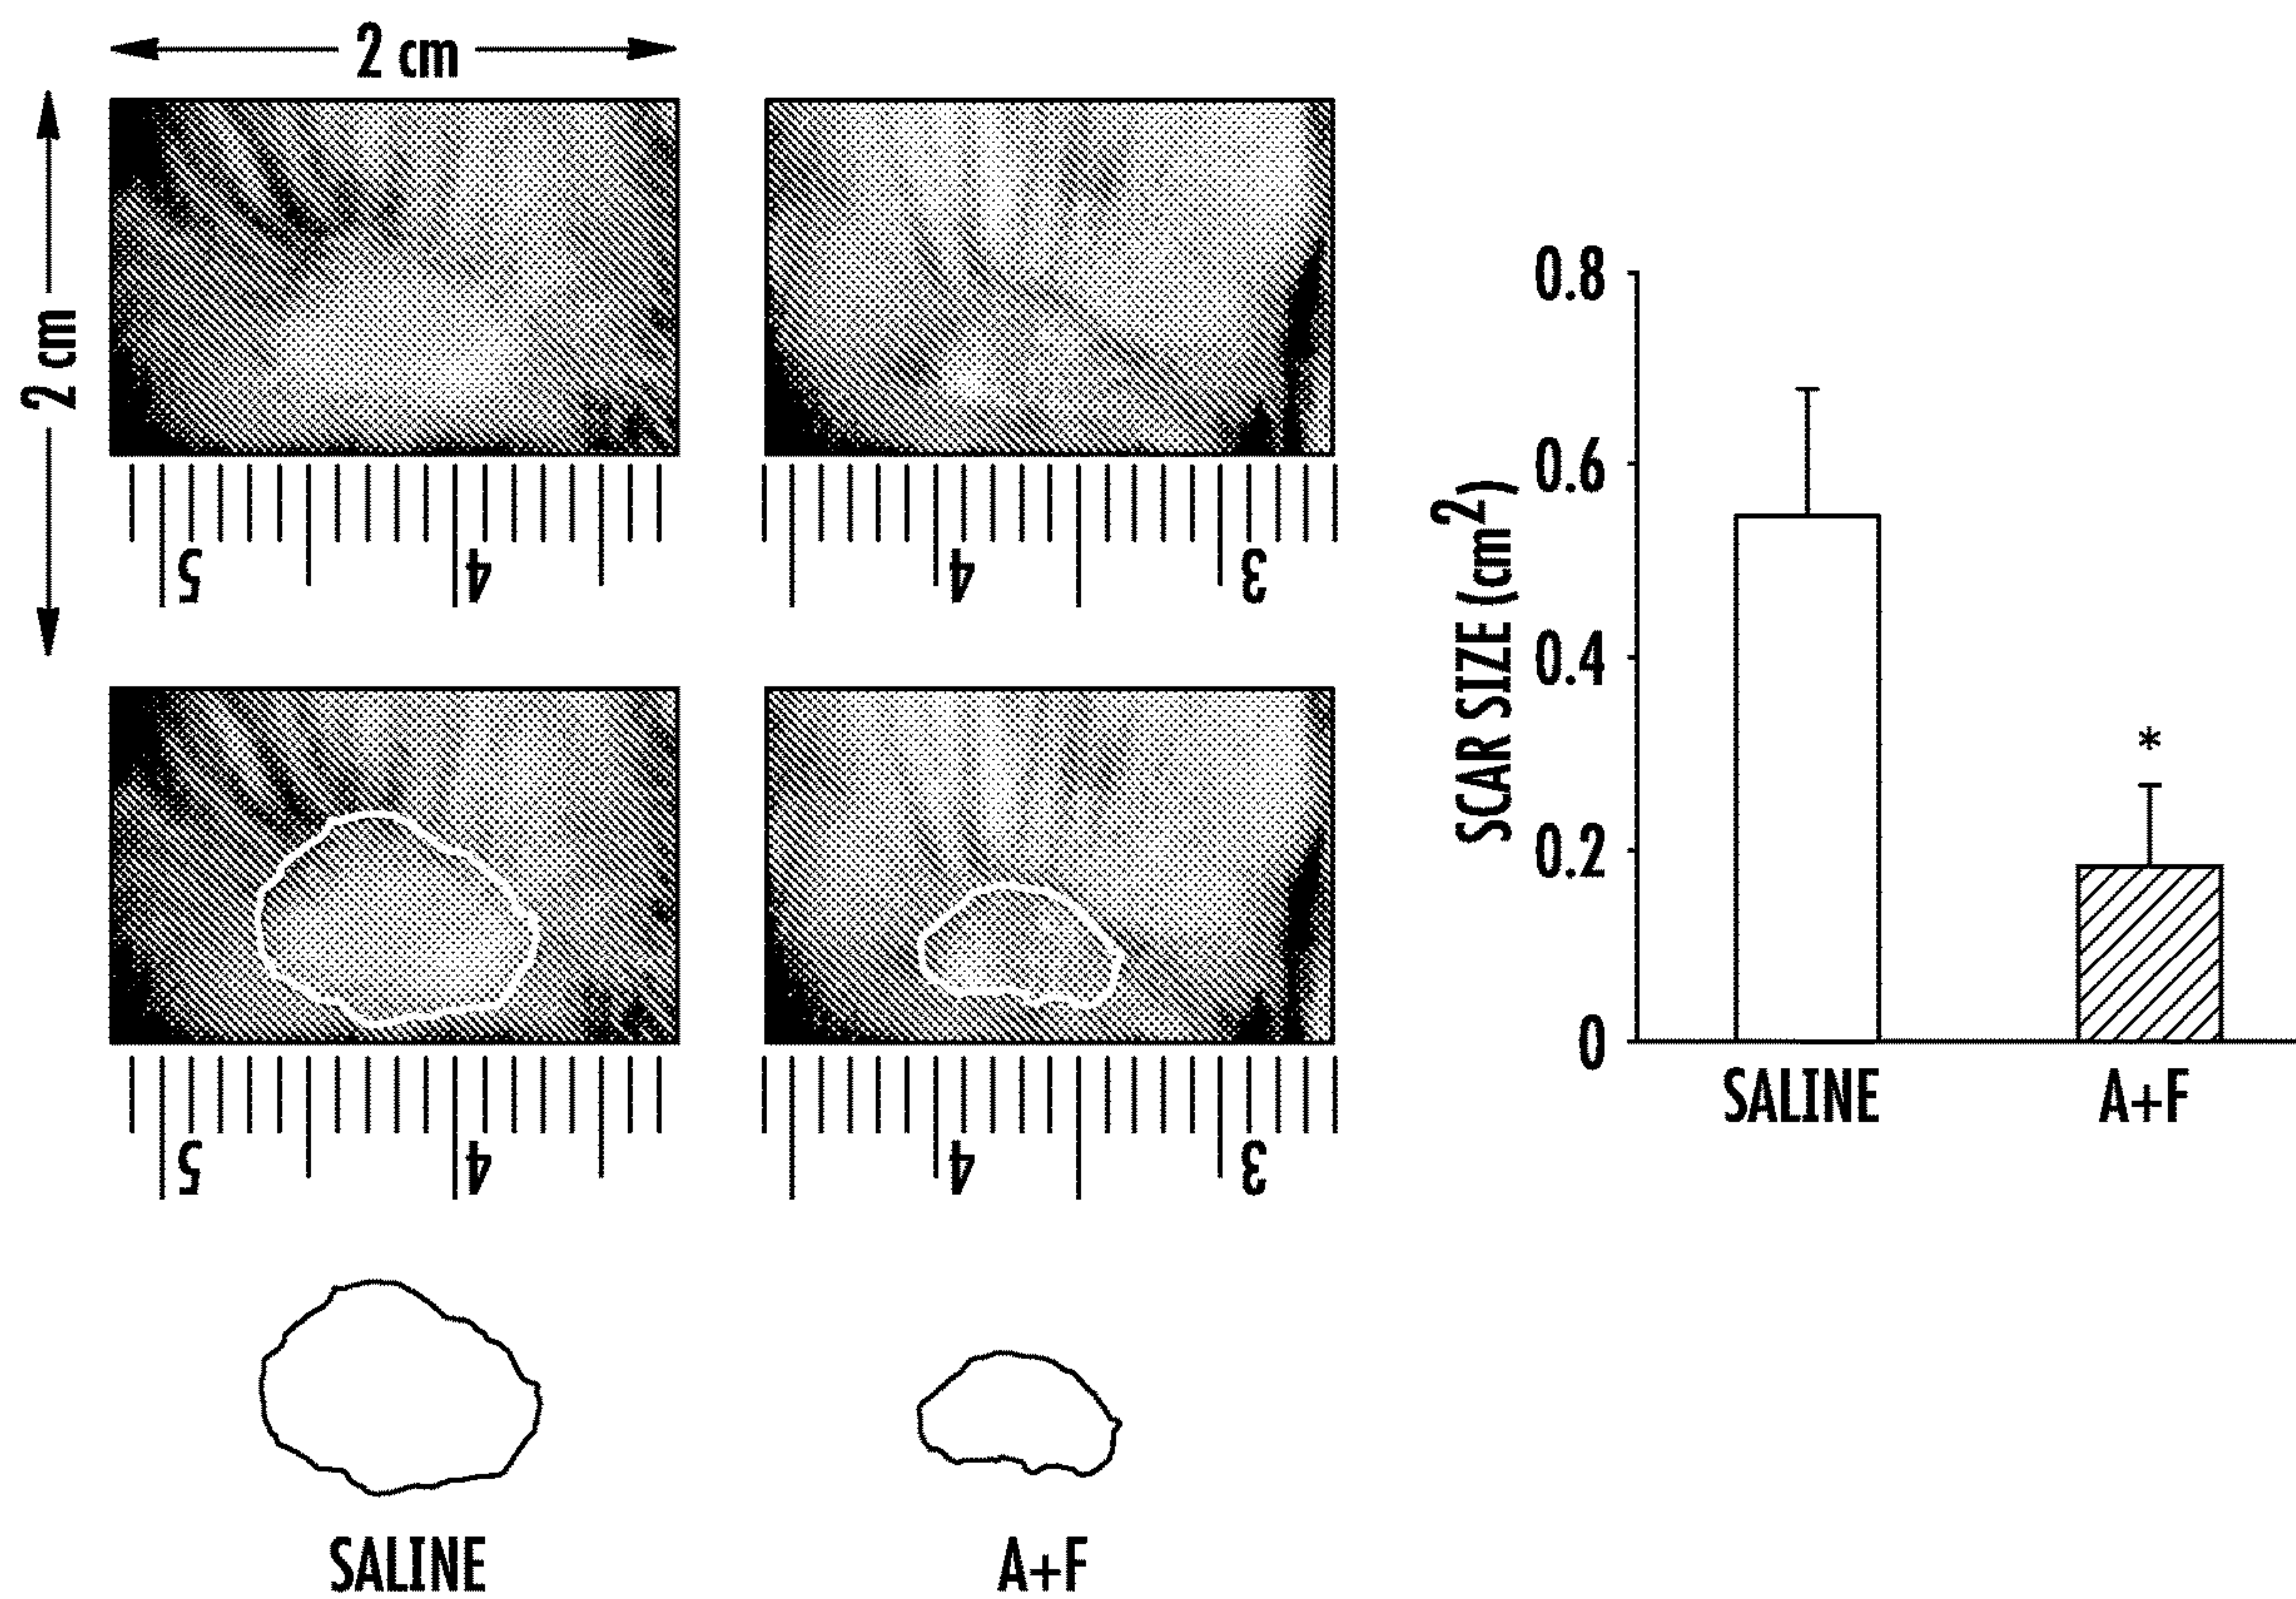 2 cm
2 cm
5 4
4 3
5 4
4 3
SALINE
A+F
SCAR SIZE (cm²)
0.8
0.6
0.4
0.2
0
*
SALINE
A+F